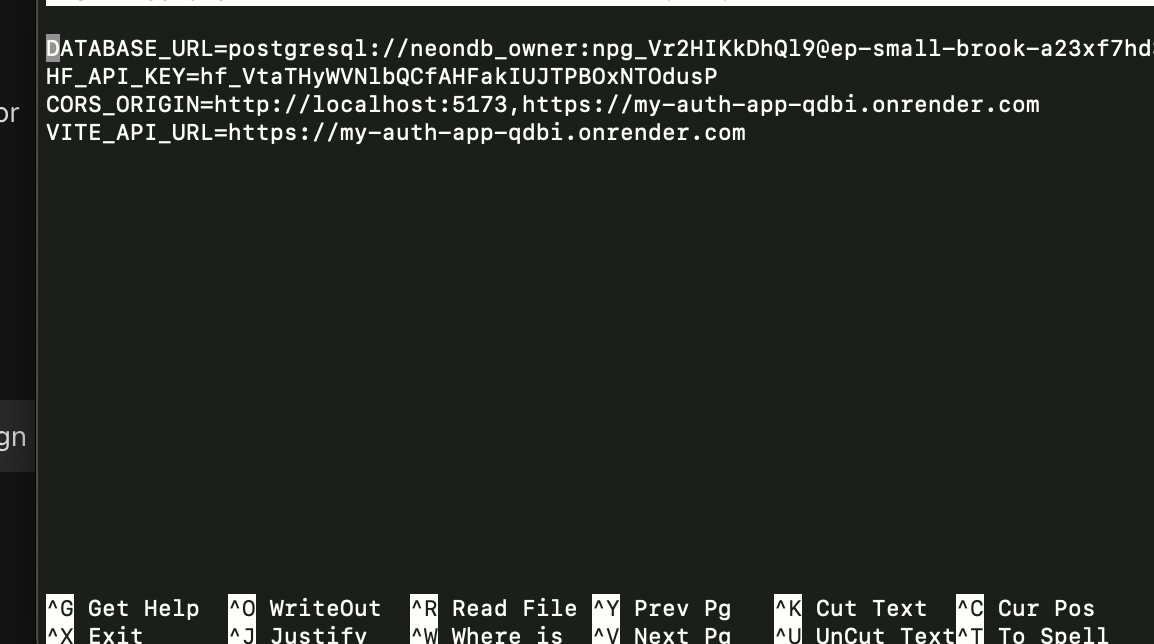 DATABASE_URL=postgresql://neondb_owner:npg_Vr2HIKkDhQl9@ep-small-brook-a23xf7hd
HF_API_KEY=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
CORS_ORIGIN=http://localhost:5173,https://my-auth-app-qdbi.onrender.com
VITE_API_URL=https://my-auth-app-qdbi.onrender.com
or
gn
^G Get Help ^O WriteOut ^R Read File ^Y Prev Pg ^K Cut Text ^C Cur Pos
^X Exit ^J Justify ^W Where is ^V Next Pg ^U UnCut Text^T To Spell